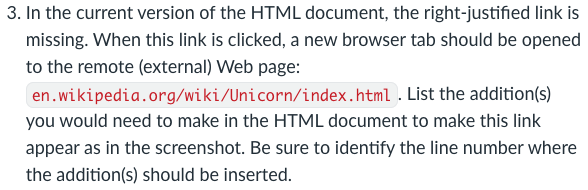 3. In the current version of the HTML document, the right-justified link is
missing. When this link is clicked, a new browser tab should be opened
to the remote (external) Web page:
en.wikipedia.org/wiki/Unicorn/index.html . List the addition(s)
you would need to make in the HTML document to make this link
appear as in the screenshot. Be sure to identify the line number where
the addition(s) should be inserted.